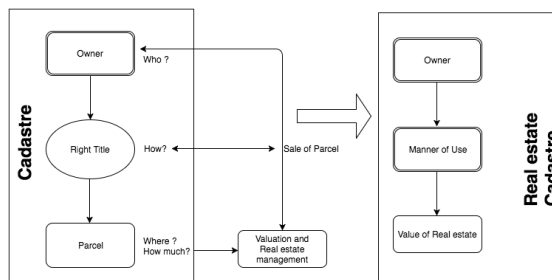 Cadastre
Owner
Who ?
Right Title
How?
Parcel
Where ?
How much?
Sale of Parcel
Valuation and
Real estate
management
Owner
Manner of Use
Value of Real estate
Real estate
Cadastre